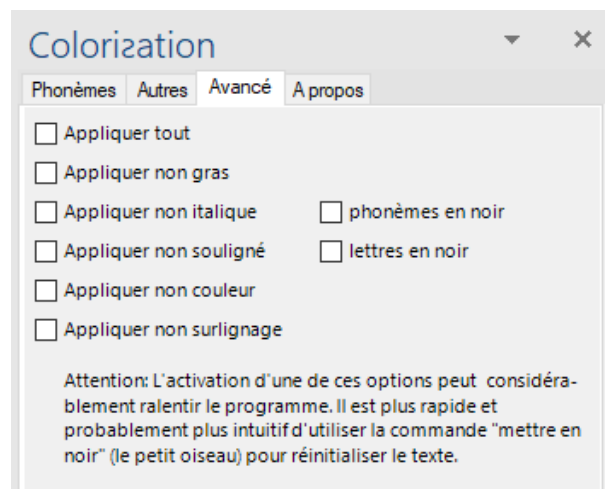 Colorisation
Phonèmes Autres Avancé A propos
Appliquer tout
Appliquer non gras
Appliquer non italique phonèmes en noir
Appliquer non souligné lettres en noir
Appliquer non couleur
Appliquer non surlignage
Attention: L'activation d'une de ces options peut considéra-
blement ralentir le programme. Il est plus rapide et
probablement plus intuitif d'utiliser la commande "mettre en
noir" (le petit oiseau) pour réinitialiser le texte.